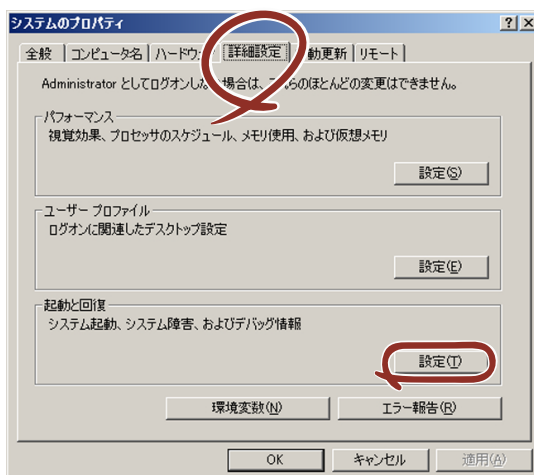 システムのプロパティ
全般 コンピュータ名 ハードウ 詳細設定 動更新 リモート
Administrator としてログオンしな 場合は、 らのほとんどの変更はできません。
パフォーマンス
視覚効果、プロセッサのスケジュール、メモリ使用、および仮想メモリ
設定(S)
ユーザー プロファイル
ログオンに関連したデスクトップ設定
設定(E)
起動と回復
システム起動、システム障害、およびデバッグ情報
設定(T)
環境変数(N) エラー報告(R)
OK キャンセル 適用(A)